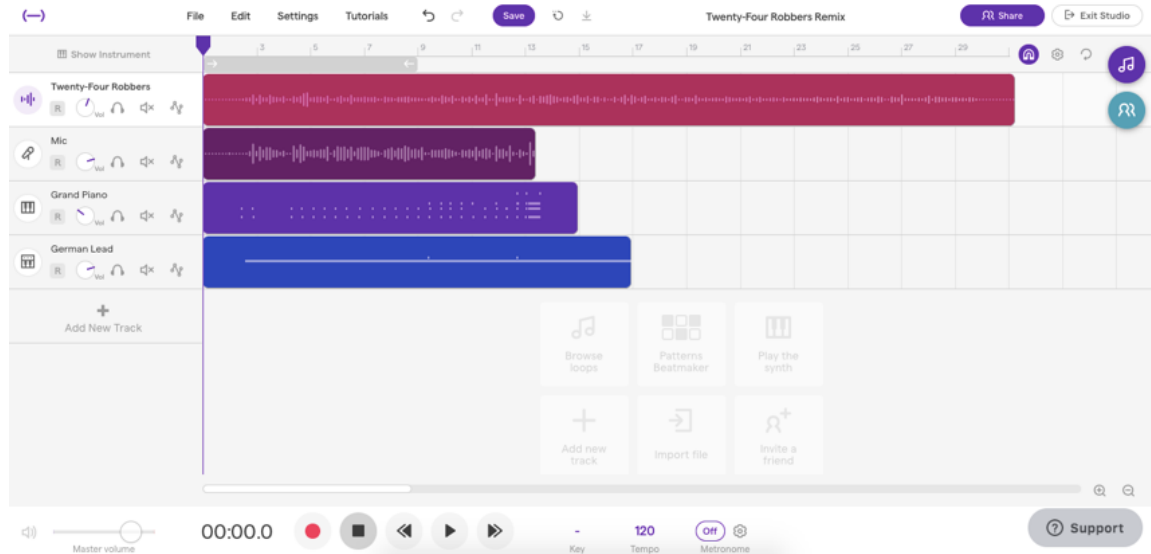 (—) File Edit Settings Tutorials Save Twenty-Four Robbers Remix Share Exit Studio
Show Instrument 3 5 7 9 11 13 15 17 19 21 23 25 27 29
Twenty-Four Robbers
R Vol
Mic
R Vol
Grand Piano
R Vol
German Lead
R Vol
Add New Track
Browse loops
Patterns Beatmaker
Play the synth
Add new track
Import file
Invite a friend
00:00.0 - 120 Off Support
Master volume Key Tempo Metronome